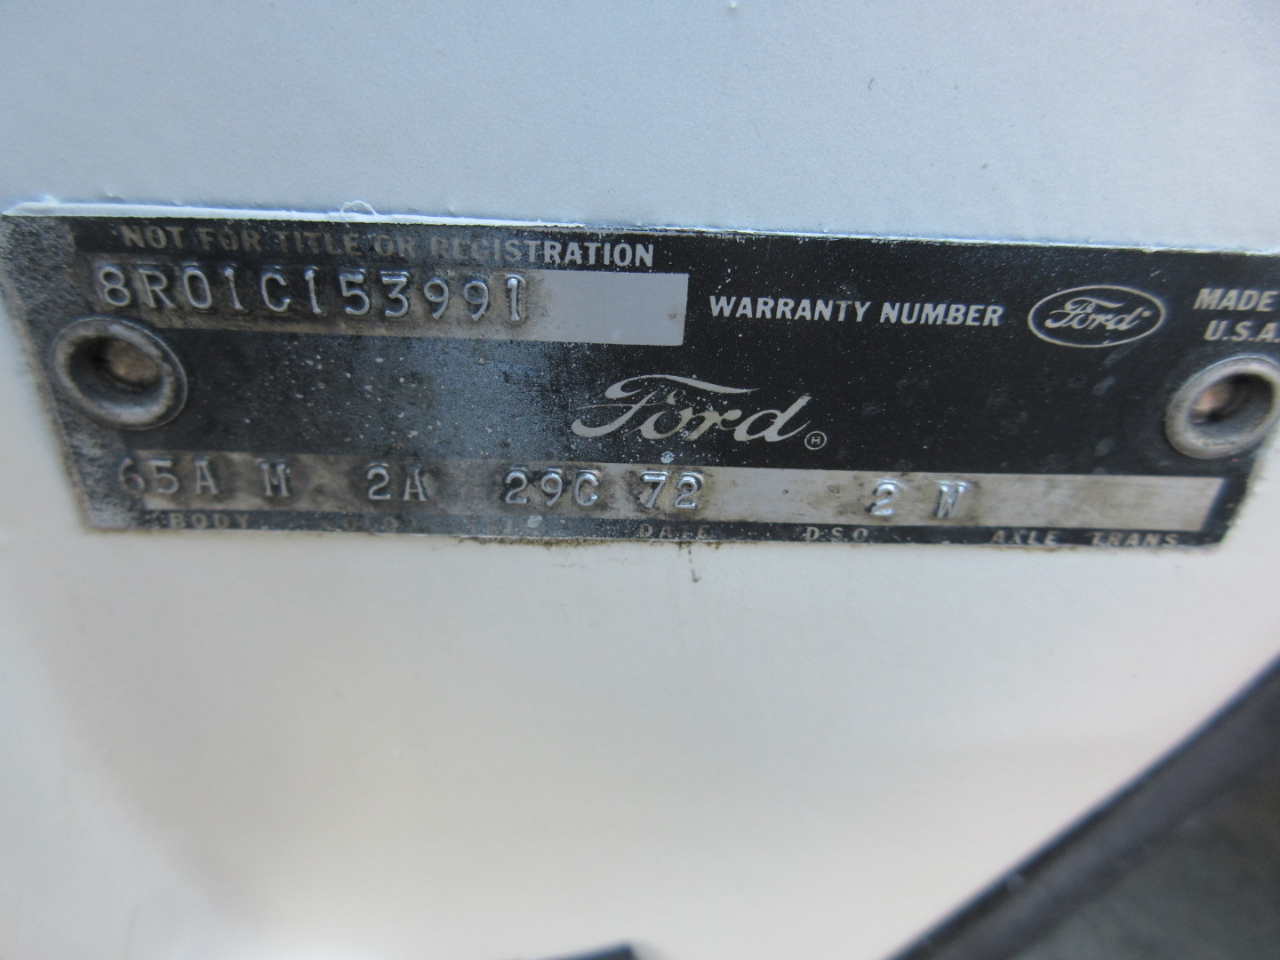 NOT FOR TITLE OR REGISTRATION
8R01C153991
WARRANTY NUMBER
Ford
MADE
U.S.A.
Ford
65A M 2A 29C 72 2 W
BODY DATE D.S.O. AXLE TRANS